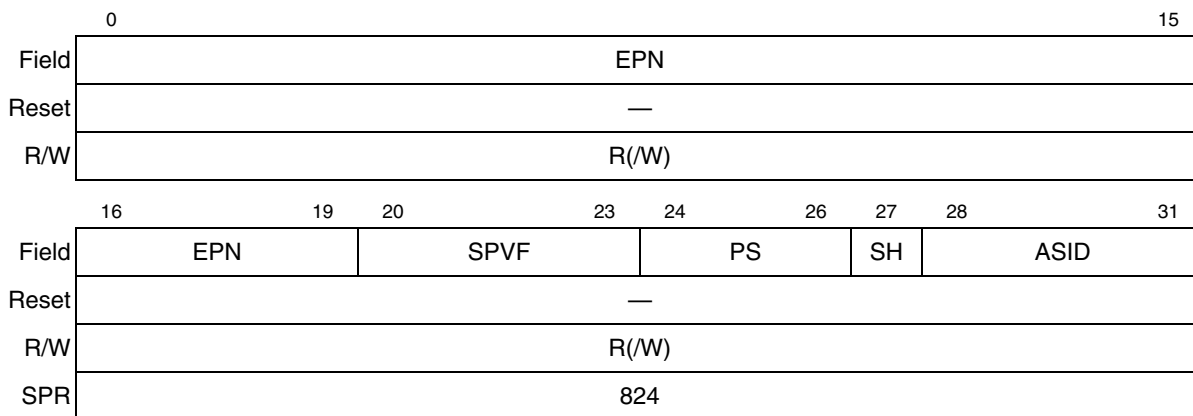 0 15
Field EPN
Reset —
R/W R(/W)
16 19 20 23 24 26 27 28 31
Field EPN SPVF PS SH ASID
Reset —
R/W R(/W)
SPR 824